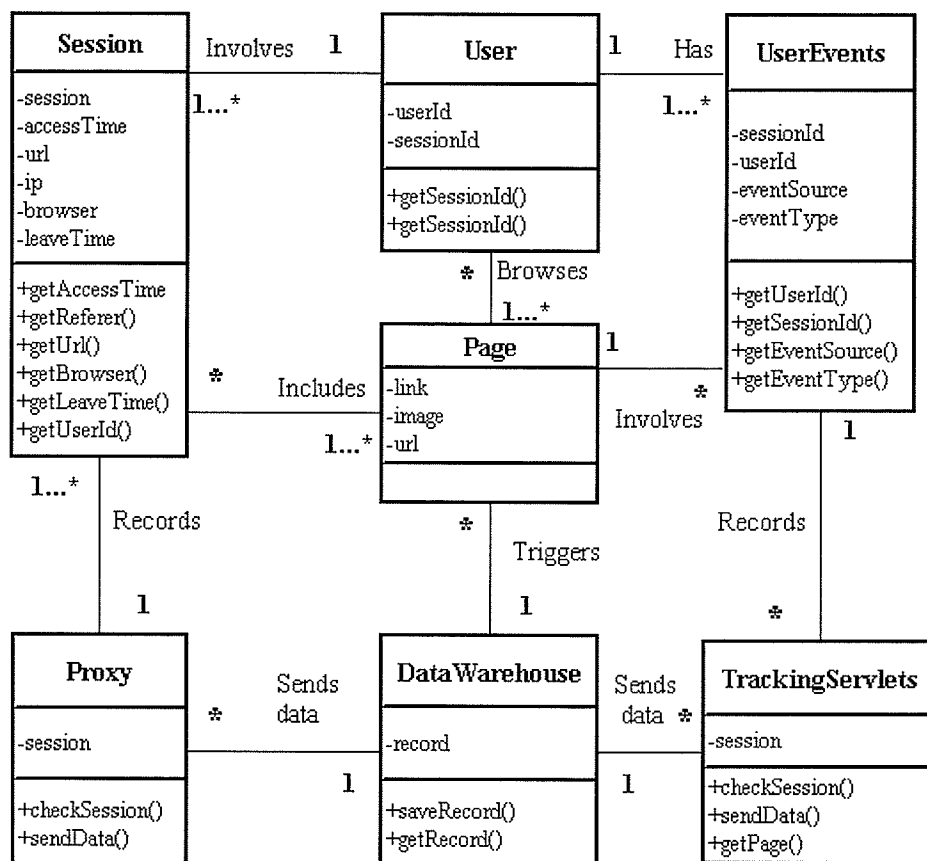 Session
-session
-accessTime
-url
-ip
-browser
-leaveTime
+getAccessTime
+getReferer()
+getUrl()
+getBrowser()
+getLeaveTime()
+getUserId()
Involves
1
1...*
User
-userId
-sessionId
+getSessionId()
+getSessionId()
1
Has
1...*
UserEvents
-sessionId
-userId
-eventSource
-eventType
+getUserId()
+getSessionId()
+getEventSource()
+getEventType()
*
Browses
1...*
*
Includes
1...*
Page
-link
-image
-url
1
*
Involves
1...*
Records
1
*
Triggers
1
1
Records
*
Proxy
-session
+checkSession()
+sendData()
Sends
data
*
1
DataWarehouse
-record
+saveRecord()
+getRecord()
Sends
data
*
1
TrackingServlets
-session
+checkSession()
+sendData()
+getPage()